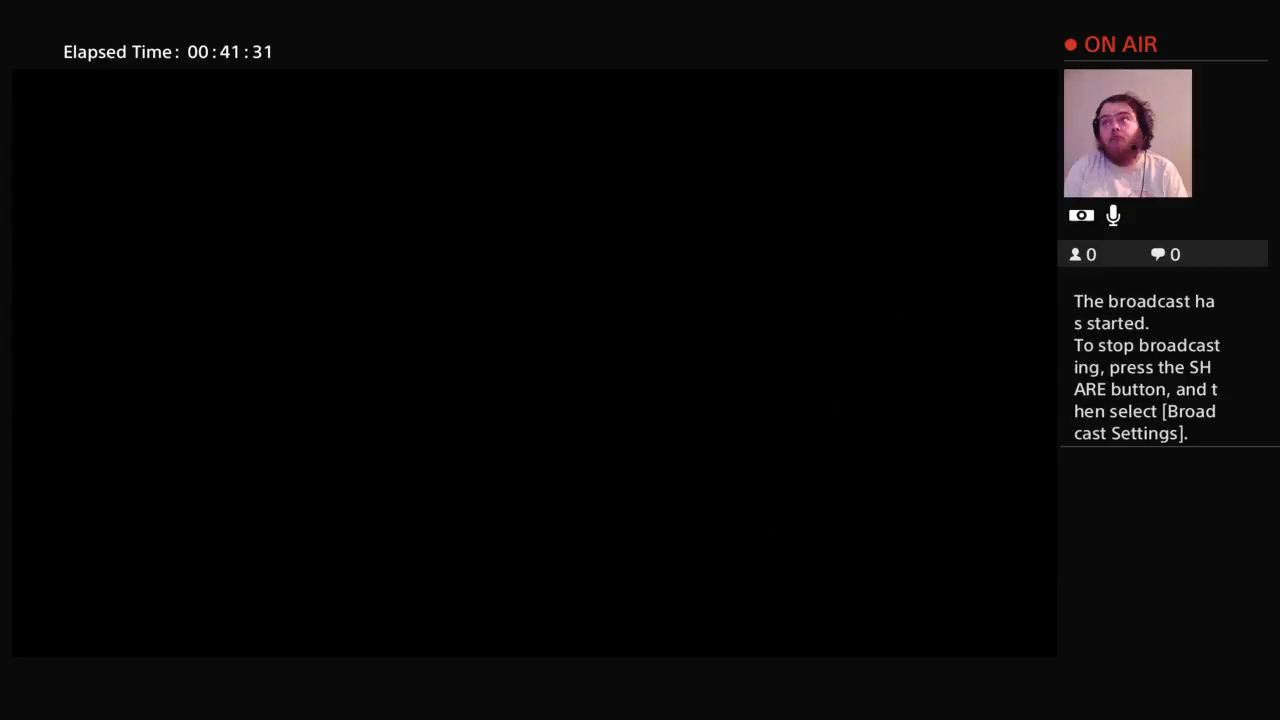 Elapsed Time: 00:41:31
ON AIR
0
0
The broadcast ha
s started.
To stop broadcast
ing, press the SH
ARE button, and t
hen select [Broad
cast Settings].